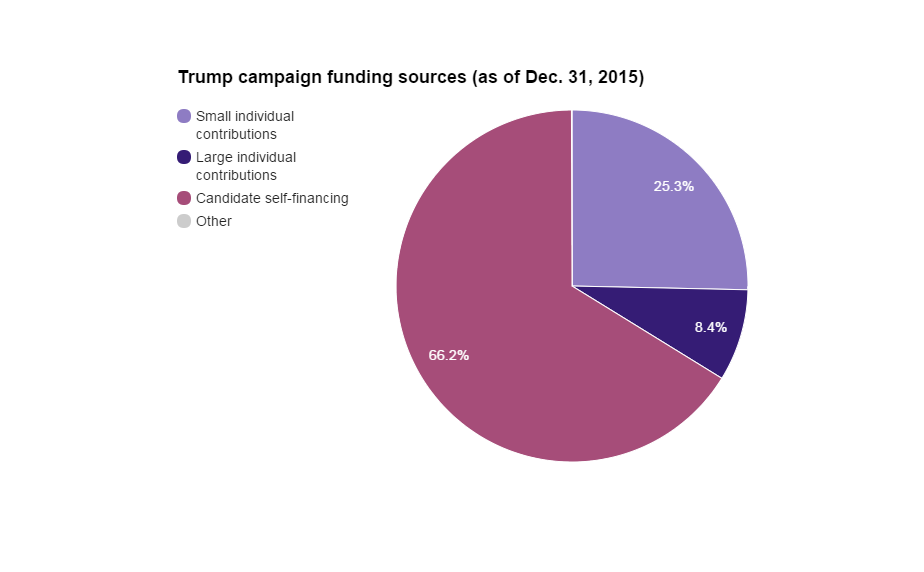 Trump campaign funding sources (as of Dec. 31, 2015)
Small individual
contributions
Large individual
contributions
Candidate self-financing
Other
25.3%
8.4%
66.2%